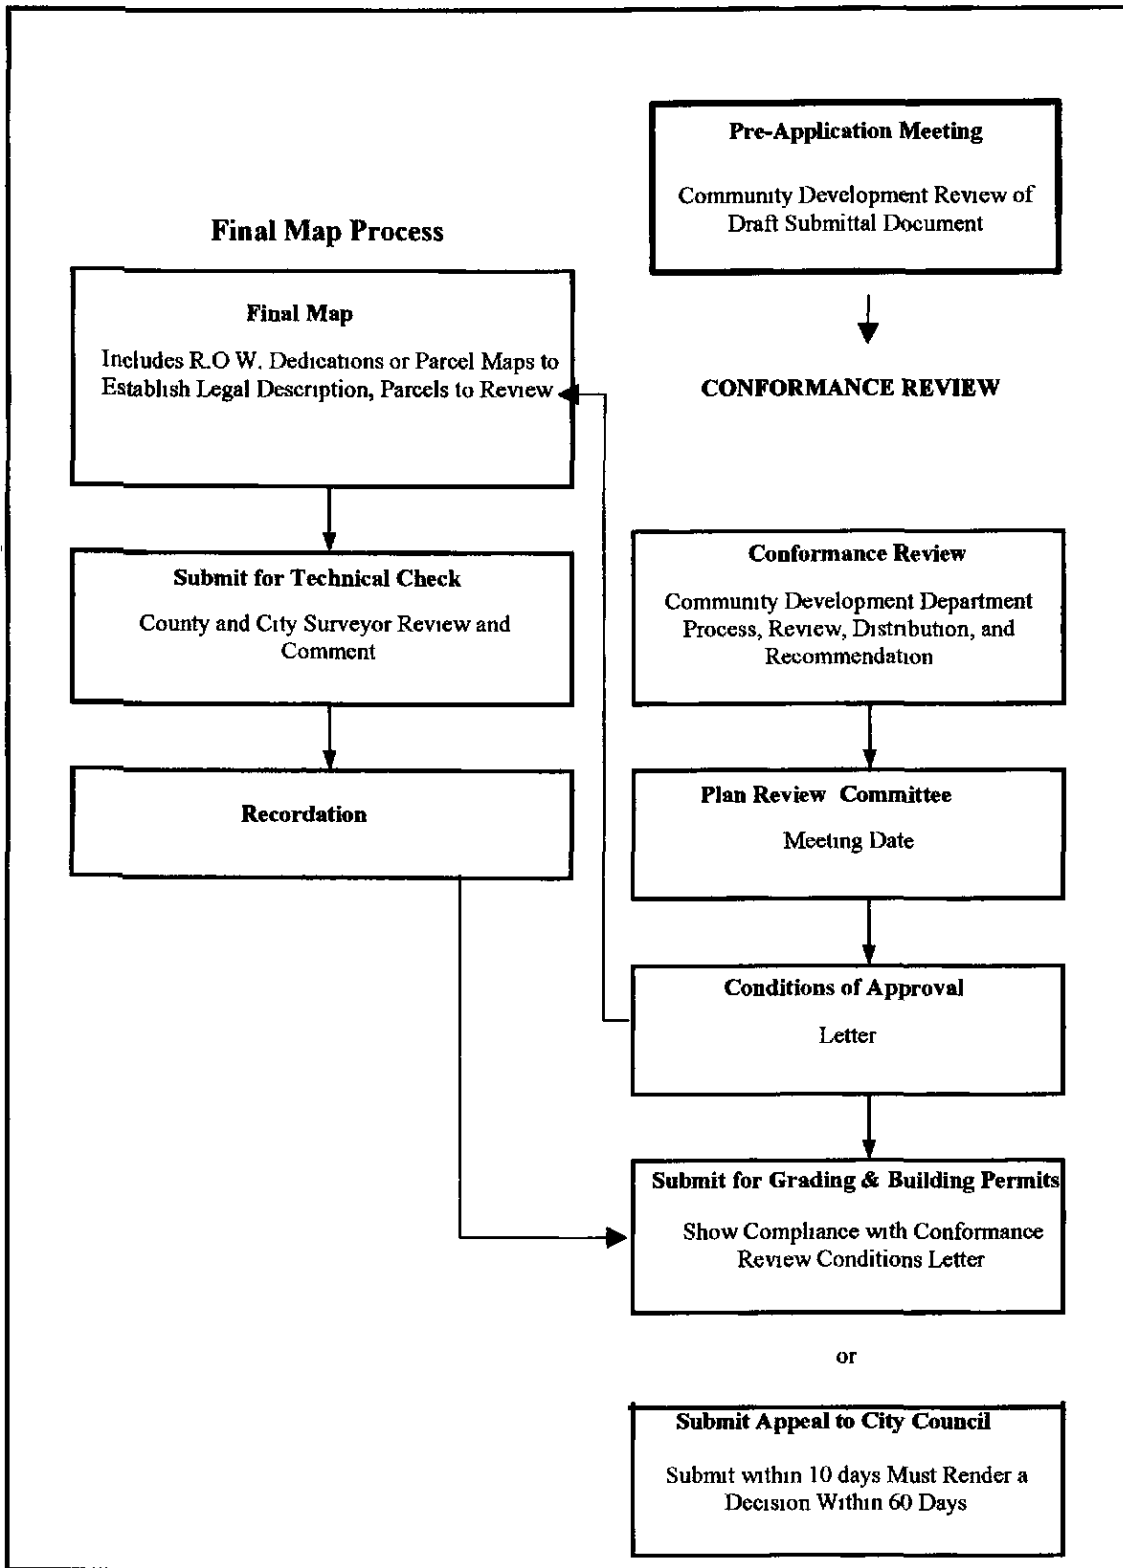 Pre-Application Meeting
Community Development Review of
Draft Submittal Document
CONFORMANCE REVIEW
Final Map Process
Final Map
Includes R.O W. Dedications or Parcel Maps to
Establish Legal Description, Parcels to Review
Submit for Technical Check
County and City Surveyor Review and
Comment
Recordation
Conformance Review
Community Development Department
Process, Review, Distribution, and
Recommendation
Plan Review Committee
Meeting Date
Conditions of Approval
Letter
Submit for Grading & Building Permits
Show Compliance with Conformance
Review Conditions Letter
or
Submit Appeal to City Council
Submit within 10 days Must Render a
Decision Within 60 Days